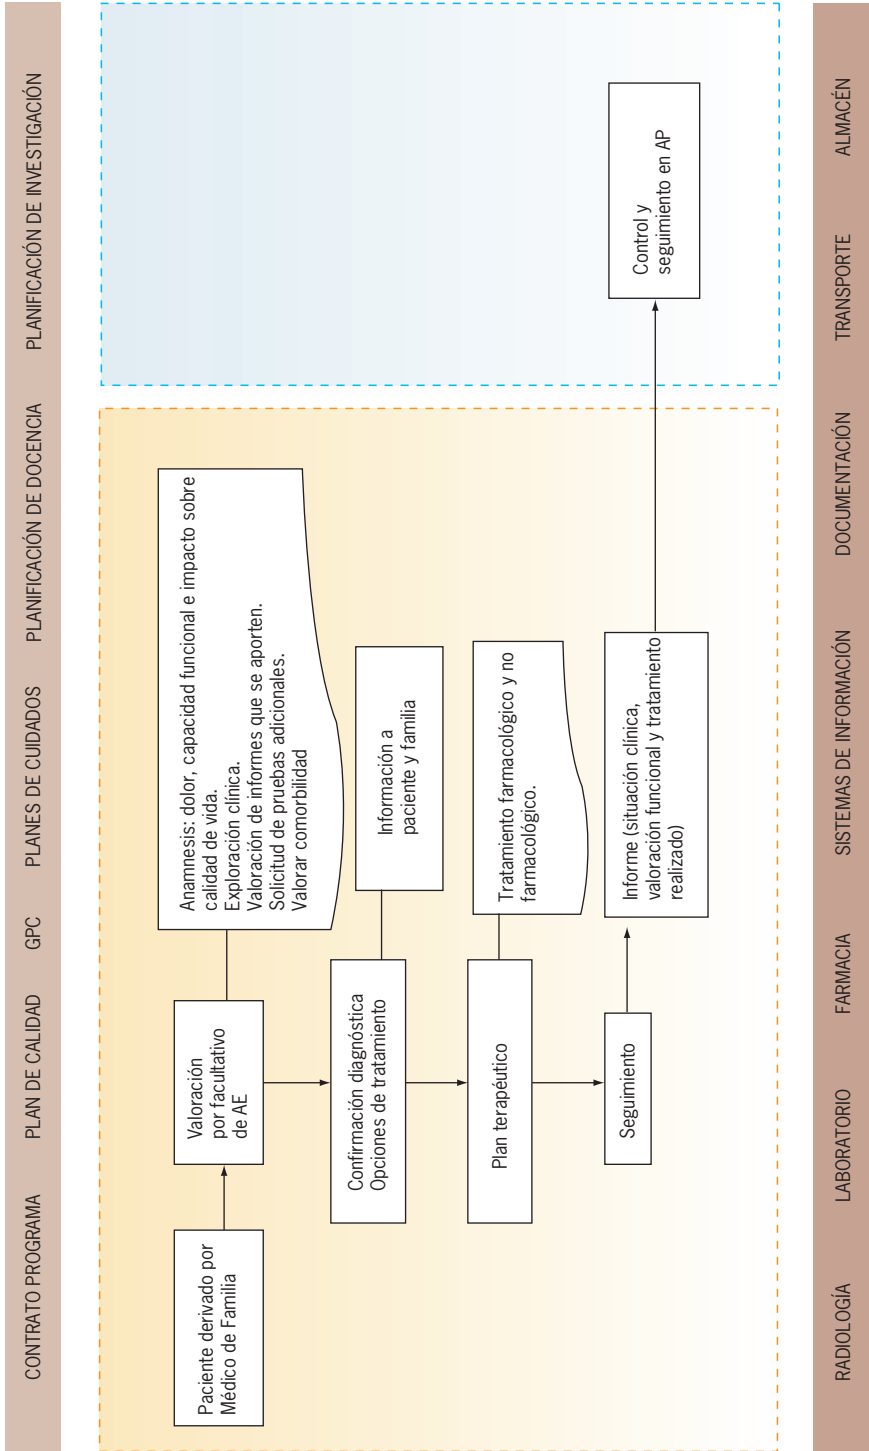 CONTRATO PROGRAMA PLAN DE CALIDAD GPC PLANES DE CUIDADOS PLANIFICACIÓN DE DOCENCIA PLANIFICACIÓN DE INVESTIGACIÓN
Paciente derivado por
Médico de Familia
Valoración
por facultativo
de AE
Anamnesis: dolor, capacidad funcional e impacto sobre
calidad de vida.
Exploración clínica.
Valoración de informes que se aporten.
Solicitud de pruebas adicionales.
Valorar comorbilidad
Confirmación diagnóstica
Opciones de tratamiento
Información a
paciente y familia
Plan terapéutico
Tratamiento farmacológico y no
farmacológico.
Seguimiento
Informe (situación clínica,
valoración funcional y tratamiento
realizado)
Control y
seguimiento en AP
RADIOLOGÍA LABORATORIO FARMACIA SISTEMAS DE INFORMACIÓN DOCUMENTACIÓN TRANSPORTE ALMACÉN